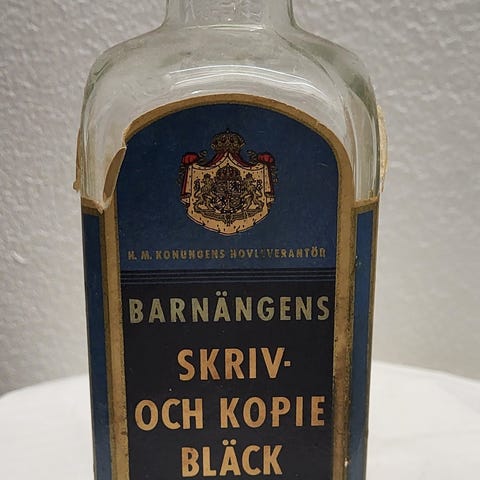 H. M. KONUNGENS HOVLEVERANTÖR
BARNÄNGENS
SKRIV-
OCH KOPIE
BLÄCK